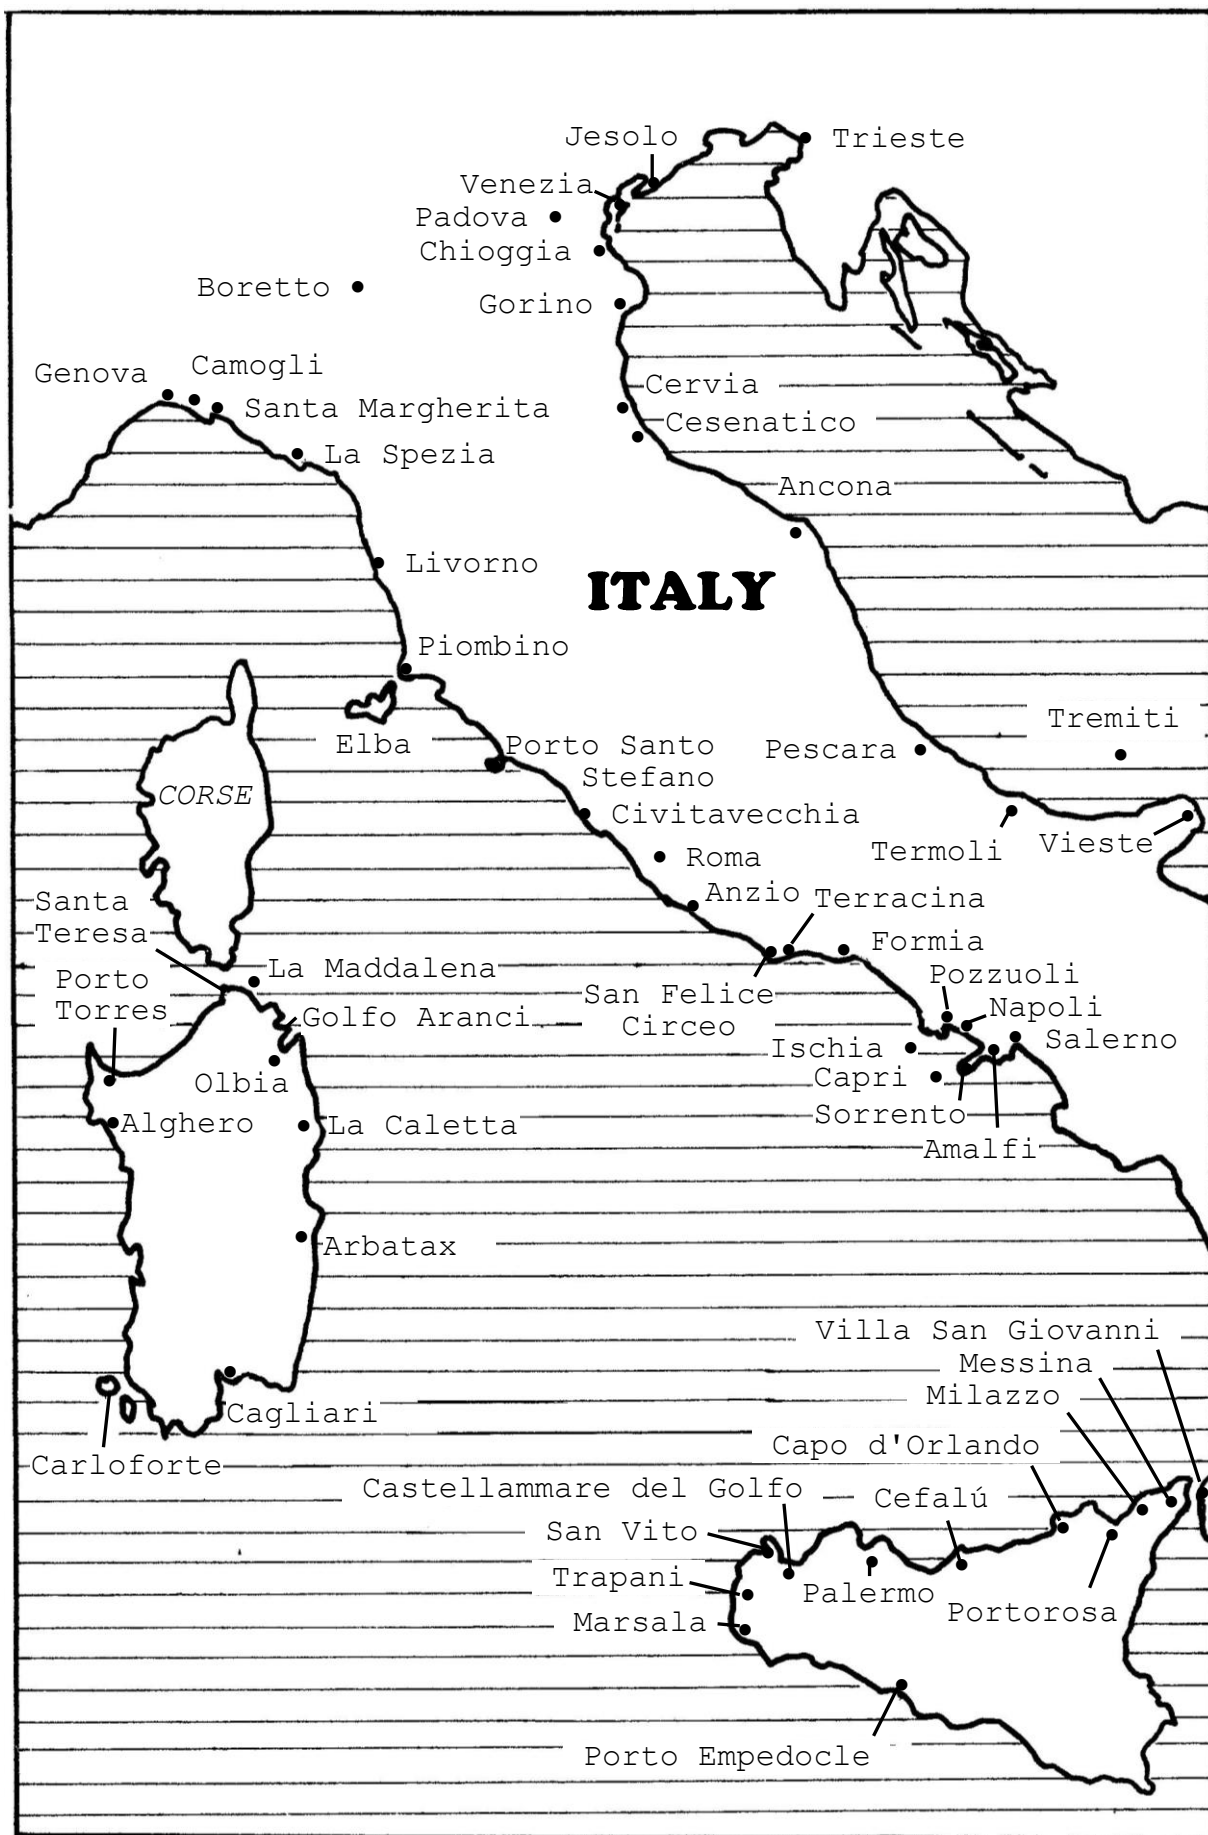 Jesolo
Trieste
Venezia
Padova
Chioggia
Boretto
Gorino
Genova
Camogli
Santa Margherita
La Spezia
Cervia
Cesenatico
Ancona
Livorno
ITALY
Piombino
Elba
Porto Santo
Stefano
Pescara
Tremiti
CORSE
Civitavecchia
Termoli
Vieste
Roma
Anzio
Terracina
Santa
Teresa
Formia
La Maddalena
Porto
Torres
Pozzuoli
San Felice
Circeo
Napoli
Golfo Aranci
Salerno
Ischia
Olbia
Capri
Sorrento
Alghero
La Caletta
Amalfi
Arbatax
Villa San Giovanni
Messina
Milazzo
Cagliari
Capo d'Orlando
Carloforte
Castellammare del Golfo
Cefalú
San Vito
Trapani
Palermo
Portorosa
Marsala
Porto Empedocle